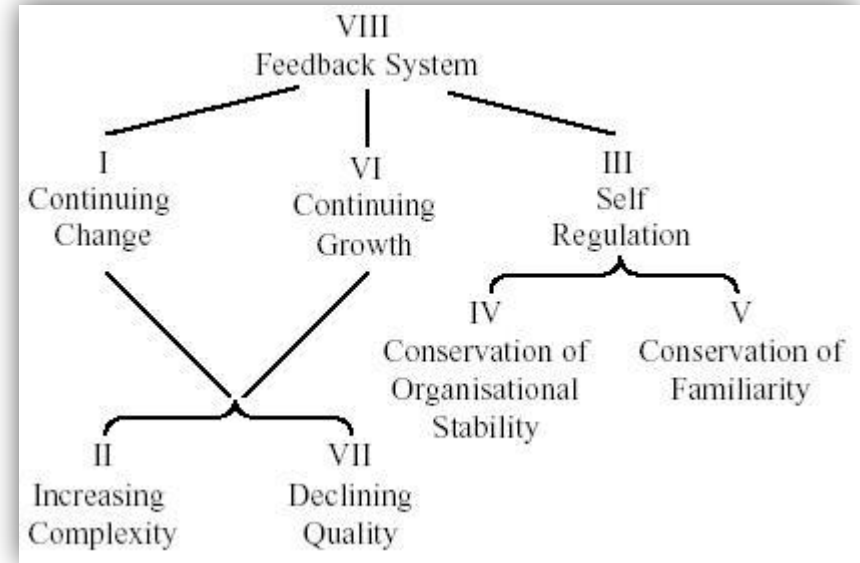 VIII
Feedback System
I
Continuing
Change
VI
Continuing
Growth
III
Self
Regulation
IV
Conservation of
Organisational
Stability
V
Conservation of
Familiarity
II
Increasing
Complexity
VII
Declining
Quality